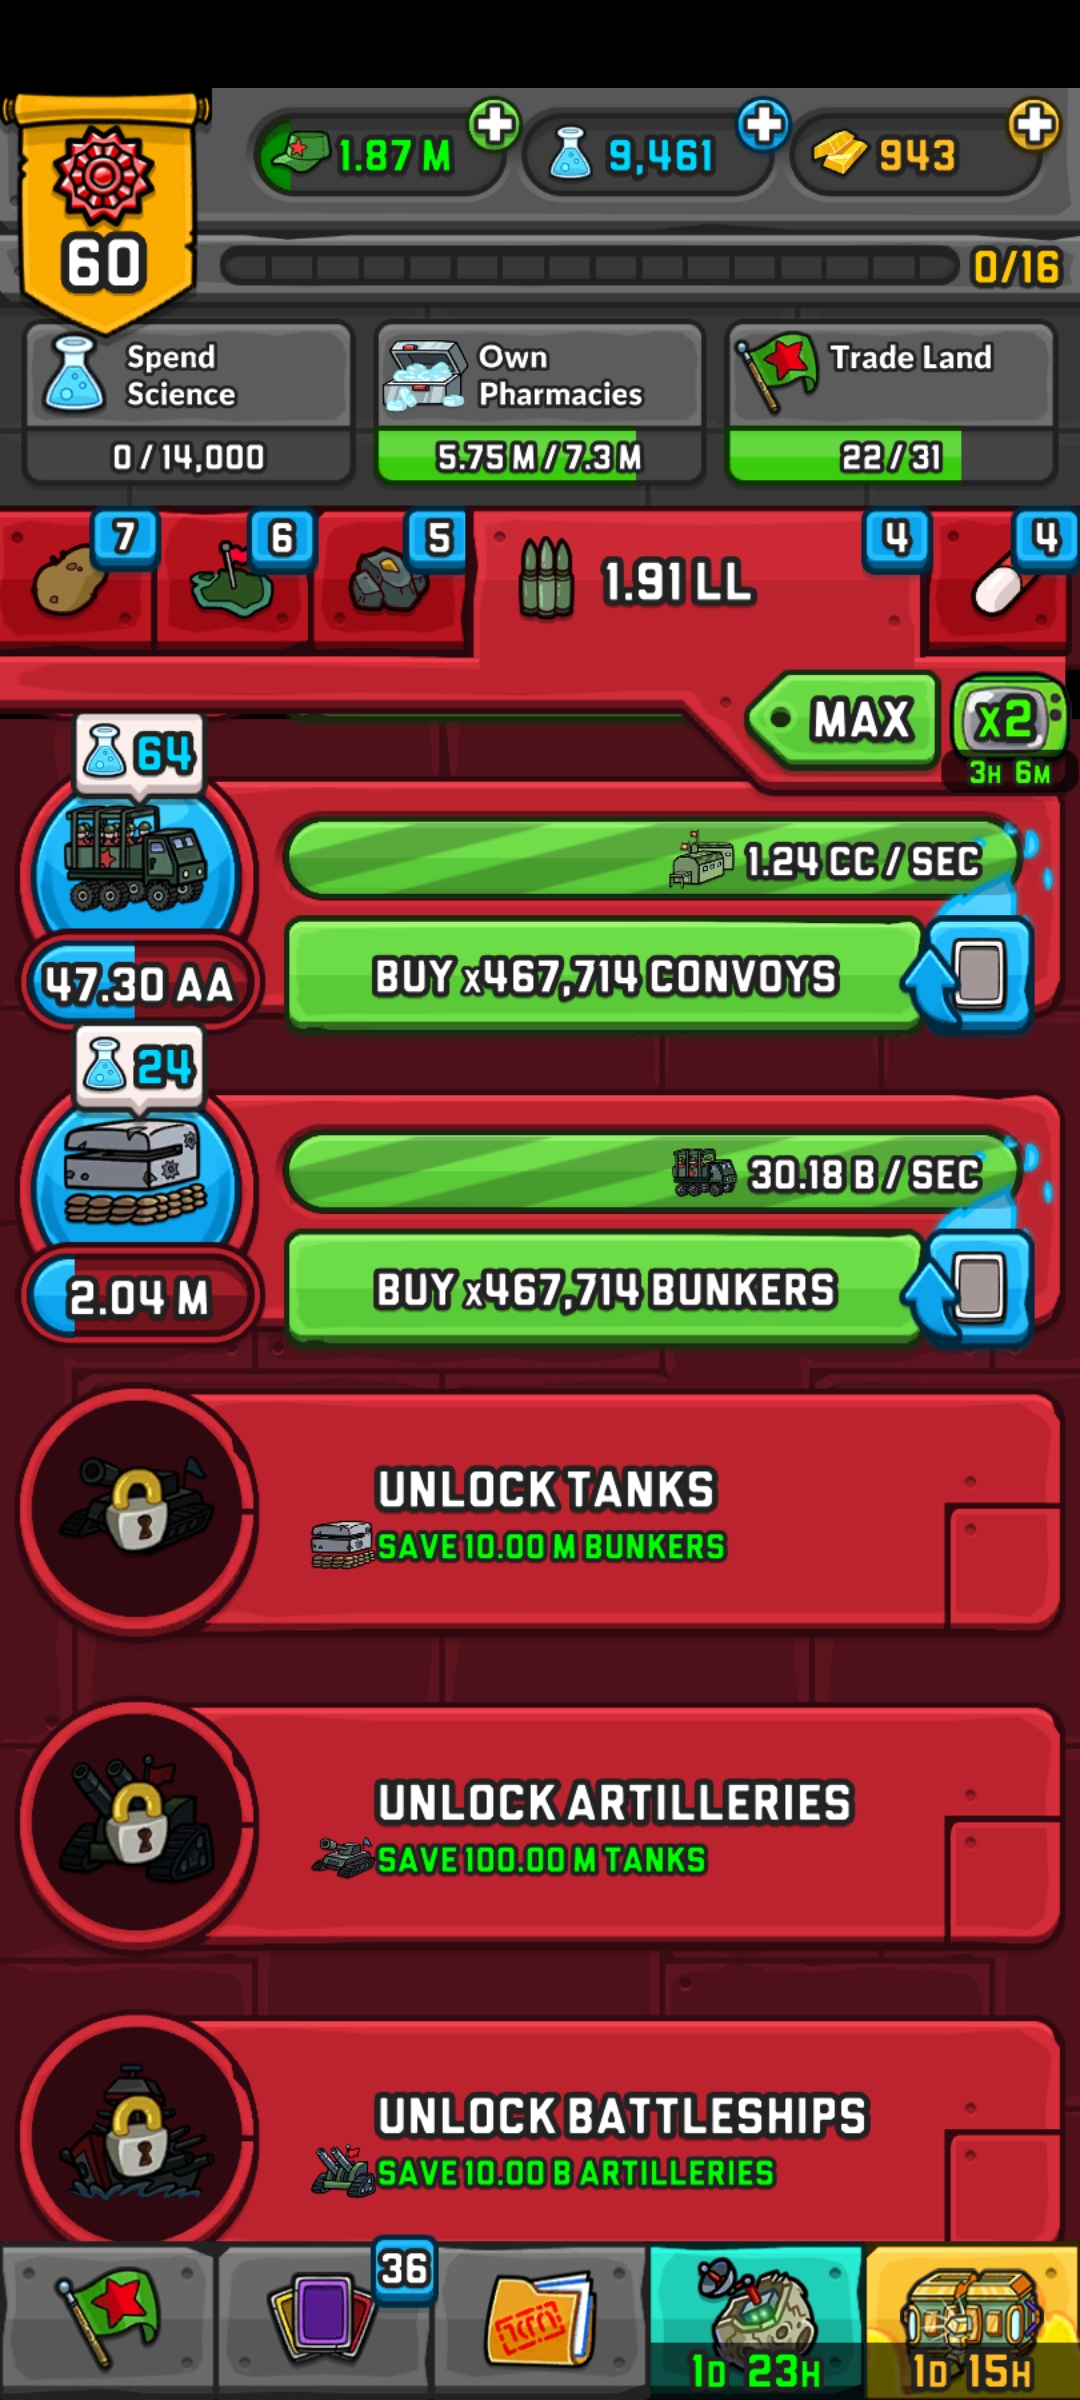 60
1.87 M
9,461
943
0/16
Spend
Science
0 / 14,000
Own
Pharmacies
5.75 M / 7.3 M
Trade Land
22 / 31
7
6
5
1.91 LL
4
4
MAX
x2
3H 6M
64
1.24 CC / SEC
47.30 AA
BUY x467,714 CONVOYS
24
30.18 B / SEC
2.04 M
BUY x467,714 BUNKERS
UNLOCK TANKS
SAVE 10.00 M BUNKERS
UNLOCK ARTILLERIES
SAVE 100.00 M TANKS
UNLOCK BATTLESHIPS
SAVE 10.00 B ARTILLERIES
36
1D 23H
1D 15H